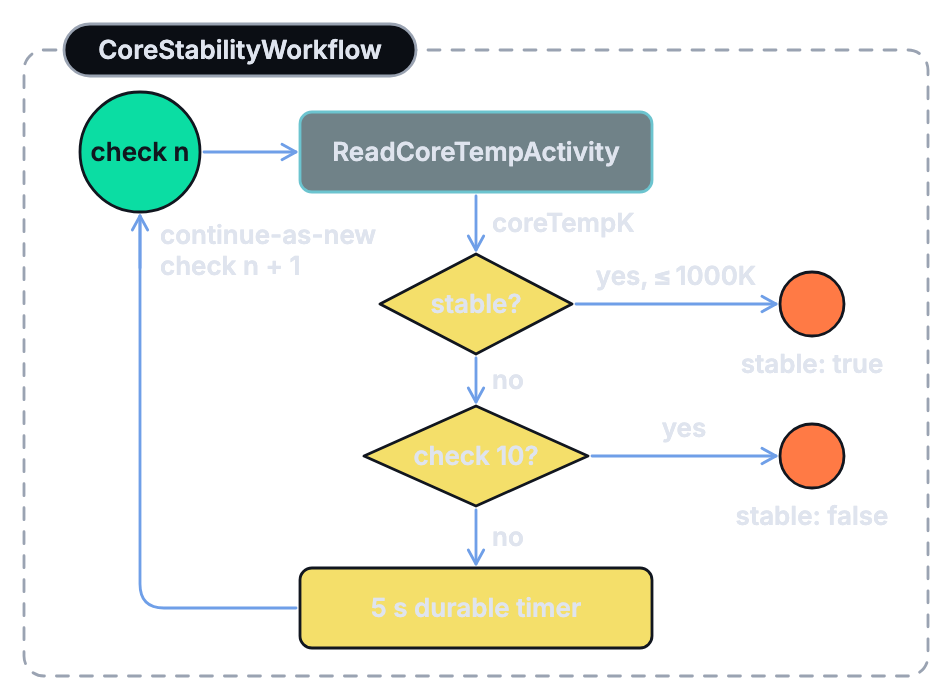 CoreStabilityWorkflow
check n
ReadCoreTempActivity
continue-as-new
check n + 1
coreTempK
stable?
yes, ≤ 1000K
stable: true
no
check 10?
yes
stable: false
no
5 s durable timer